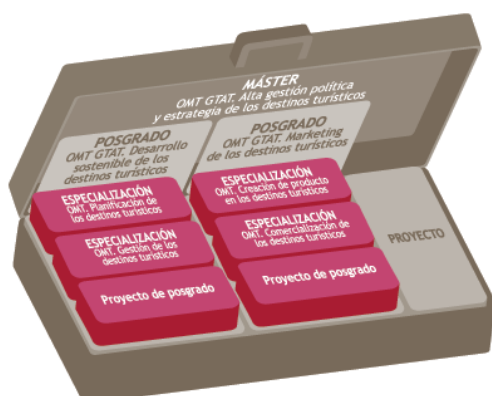 MÁSTER
OMT GTAT. Alta gestión política
y estrategia de los destinos turísticos
POSGRADO
OMT GTAT. Desarrollo
sostenible de los
destinos turísticos
POSGRADO
OMT GTAT. Marketing
de los destinos turísticos
ESPECIALIZACIÓN
OMT. Planificación de
los destinos turísticos
ESPECIALIZACIÓN
OMT. Gestión de los
destinos turísticos
Proyecto de posgrado
ESPECIALIZACIÓN
OMT. Creación de producto
en los destinos turísticos
ESPECIALIZACIÓN
OMT. Comercialización de
los destinos turísticos
Proyecto de posgrado
PROYECTO